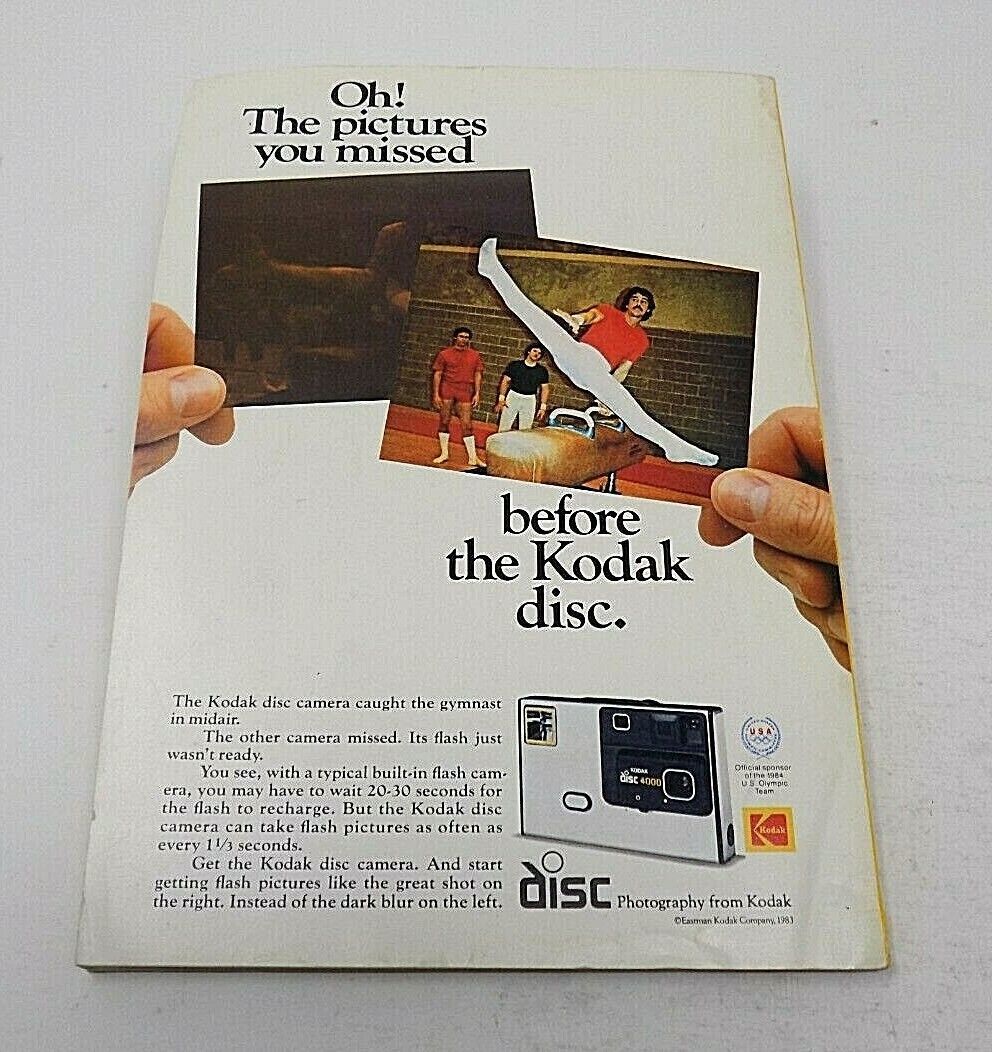 Oh!
The pictures
you missed
before
the Kodak
disc.
The Kodak disc camera caught the gymnast
in midair.
The other camera missed. Its flash just
wasn't ready.
You see, with a typical built-in flash cam-
era, you may have to wait 20-30 seconds for
the flash to recharge. But the Kodak disc
camera can take flash pictures as often as
every 1 1/3 seconds.
Get the Kodak disc camera. And start
getting flash pictures like the great shot on
the right. Instead of the dark blur on the left.
KODAK
disc 4000
USA
Official sponsor
of the 1984
U.S. Olympic
Team
Kodak
disc Photography from Kodak
©Eastman Kodak Company, 1983